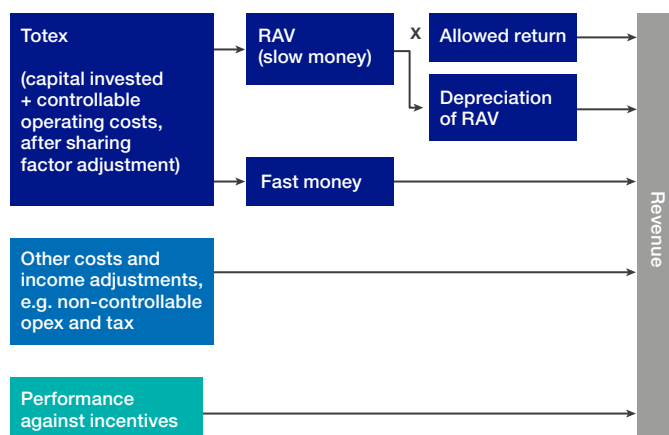 Totex
(capital invested
+ controllable
operating costs,
after sharing
factor adjustment)
RAV
(slow money)
x
Allowed return
Depreciation
of RAV
Fast money
Other costs and
income adjustments,
e.g. non-controllable
opex and tax
Performance
against incentives
Revenue